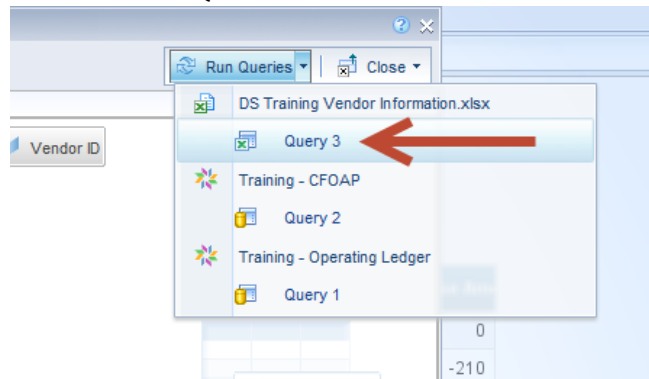 Run Queries
Close
DS Training Vendor Information.xlsx
Vendor ID
Query 3
Training - CFOAP
Query 2
Training - Operating Ledger
Query 1
0
-210